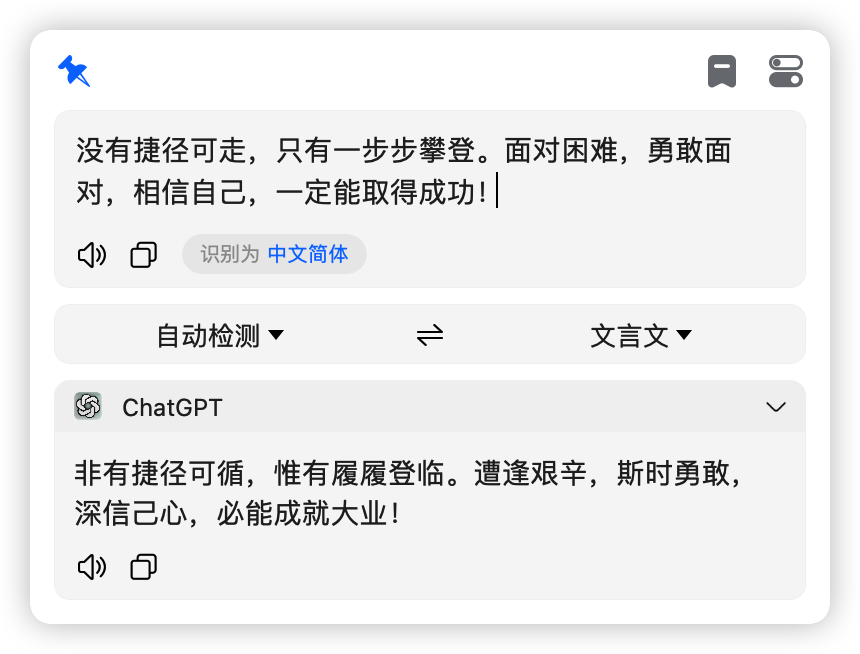 没有捷径可走，只有一步步攀登。面对困难，勇敢面
对，相信自己，一定能取得成功！
识别为 中文简体
自动检测
文言文
ChatGPT
非有捷径可循，惟有履履登临。遭逢艰辛，斯时勇敢，
深信己心，必能成就大业！